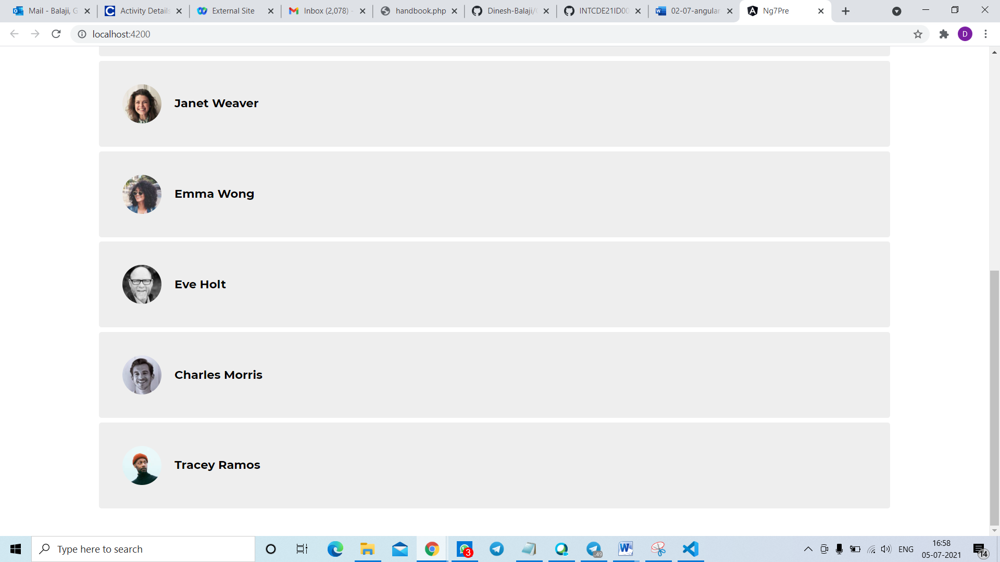 Mail - Balaji, G
Activity Details
External Site
Inbox (2,078) -
handbook.php
Dinesh-Balaji/
INTCDE21ID00
02-07-angular
Ng7Pre
localhost:4200
D
Janet Weaver
Emma Wong
Eve Holt
Charles Morris
Tracey Ramos
Type here to search
3
.49
ENG
16:58
05-07-2021
14